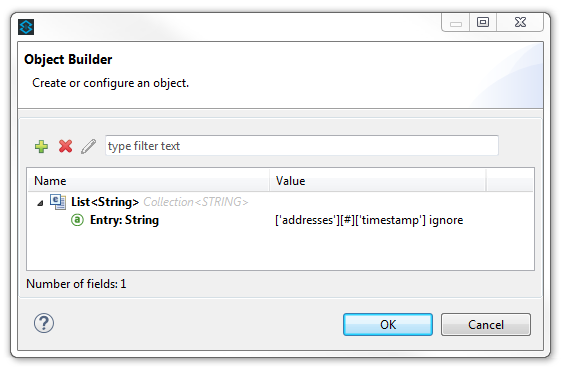 Object Builder
Create or configure an object.
type filter text
Name Value
List<String> Collection<STRING>
Entry: String ['addresses'][#]['timestamp'] ignore
Number of fields: 1
OK Cancel